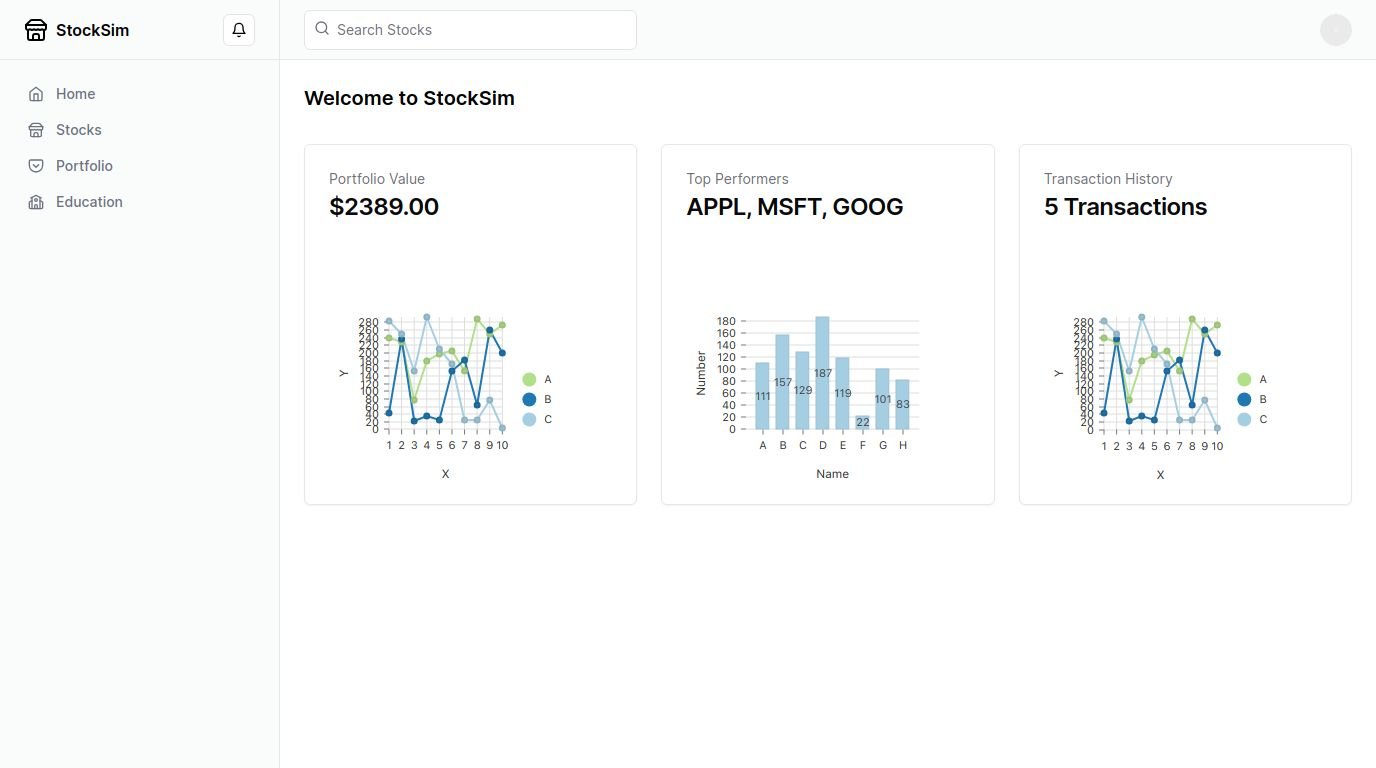 StockSim
Search Stocks
Home
Stocks
Portfolio
Education
Welcome to StockSim
Portfolio Value
$2389.00
280
260
240
220
200
180
160
140
120
100
80
60
40
20
0
Y
1 2 3 4 5 6 7 8 9 10
X
A
B
C
Top Performers
APPL, MSFT, GOOG
180
160
140
120
100
80
60
40
20
0
Number
111
157
129
187
119
22
101
83
A B C D E F G H
Name
Transaction History
5 Transactions
280
260
240
220
200
180
160
140
120
100
80
60
40
20
0
Y
1 2 3 4 5 6 7 8 9 10
X
A
B
C